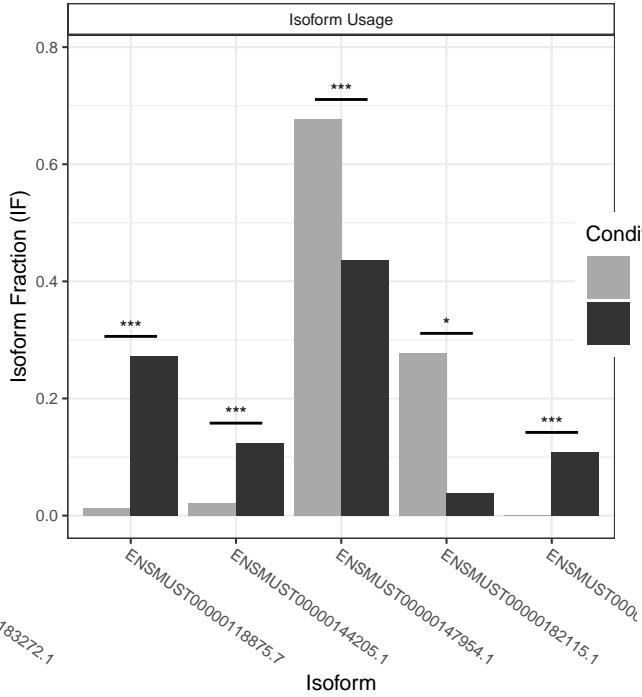 Isoform Usage
0.8
***
0.6
Isoform Fraction (IF)
Condi
0.4
*
***
***
***
0.2
0.0
ENSMUST00000118875.7
ENSMUST00000144205.1
ENSMUST00000147954.1
ENSMUST00000182115.1
ENSMUST0000
183272.1
Isoform